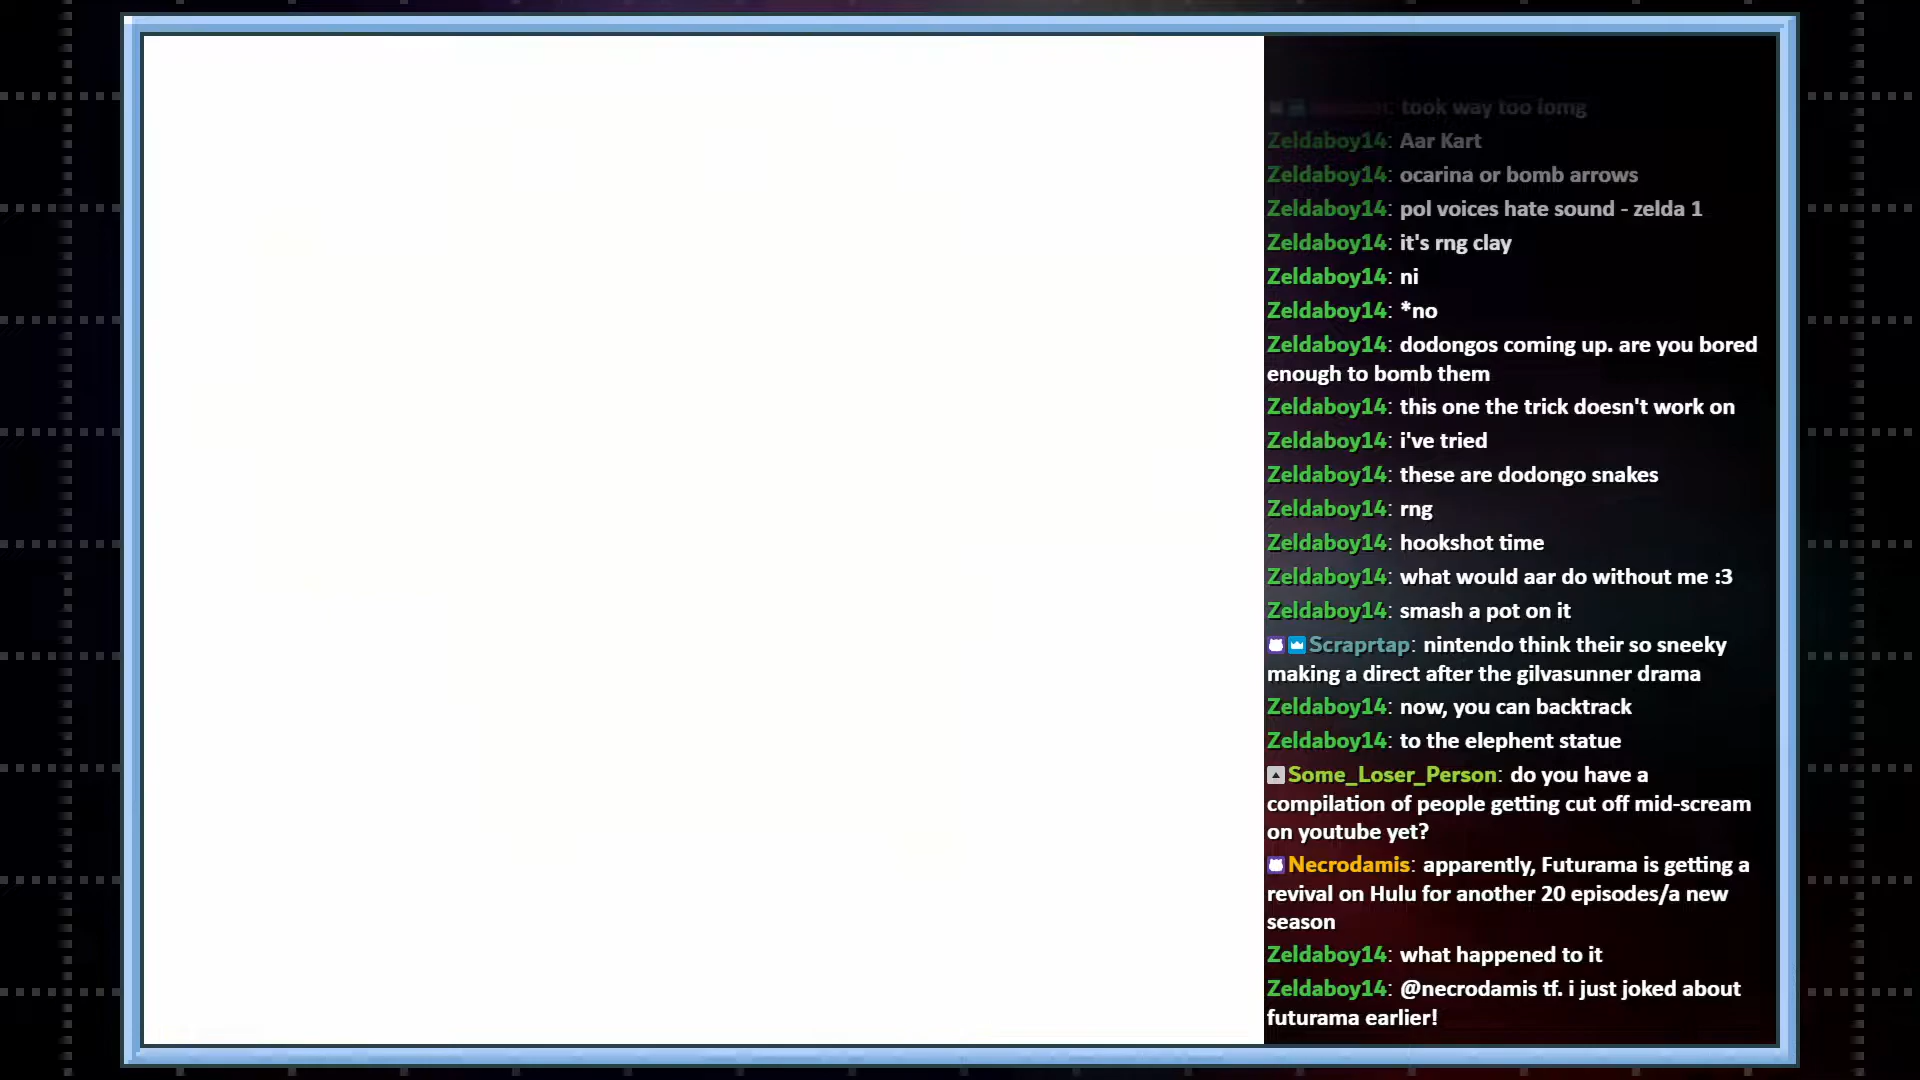 took way too lomg
Zeldaboy14: Aar Kart
Zeldaboy14: ocarina or bomb arrows
Zeldaboy14: pol voices hate sound - zelda 1
Zeldaboy14: it's rng clay
Zeldaboy14: ni
Zeldaboy14: *no
Zeldaboy14: dodongos coming up. are you bored
enough to bomb them
Zeldaboy14: this one the trick doesn't work on
Zeldaboy14: i've tried
Zeldaboy14: these are dodongo snakes
Zeldaboy14: rng
Zeldaboy14: hookshot time
Zeldaboy14: what would aar do without me :3
Zeldaboy14: smash a pot on it
Scraprtap: nintendo think their so sneeky
making a direct after the gilvasunner drama
Zeldaboy14: now, you can backtrack
Zeldaboy14: to the elephent statue
Some_Loser_Person: do you have a
compilation of people getting cut off mid-scream
on youtube yet?
Necrodamis: apparently, Futurama is getting a
revival on Hulu for another 20 episodes/a new
season
Zeldaboy14: what happened to it
Zeldaboy14: @necrodamis tf. i just joked about
futurama earlier!